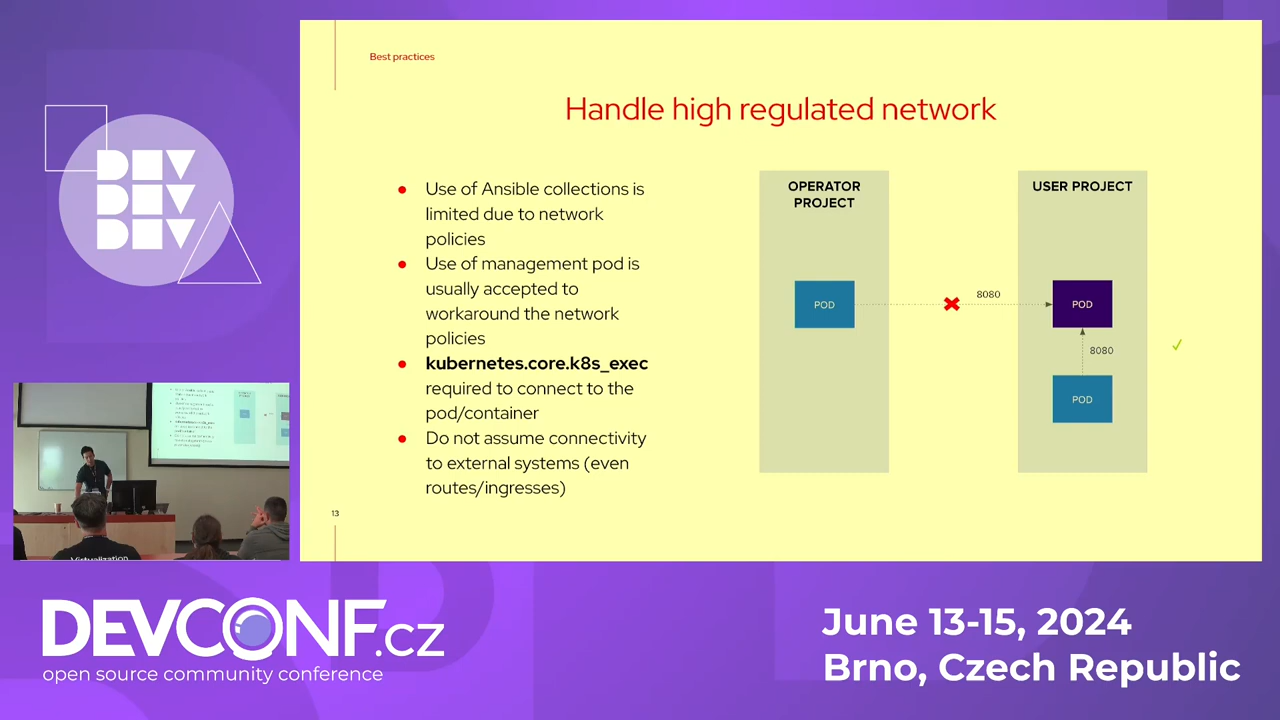 Best practices
Handle high regulated network
● Use of Ansible collections is
limited due to network
policies
● Use of management pod is
usually accepted to
workaround the network
policies
● kubernetes.core.k8s_exec
required to connect to the
pod/container
● Do not assume connectivity
to external systems (even
routes/ingresses)
OPERATOR
PROJECT
USER PROJECT
POD
8080
POD
8080
POD
13
DEV
DEV
DEV
Virtualization
DEVCONF.cz
open source community conference
June 13-15, 2024
Brno, Czech Republic